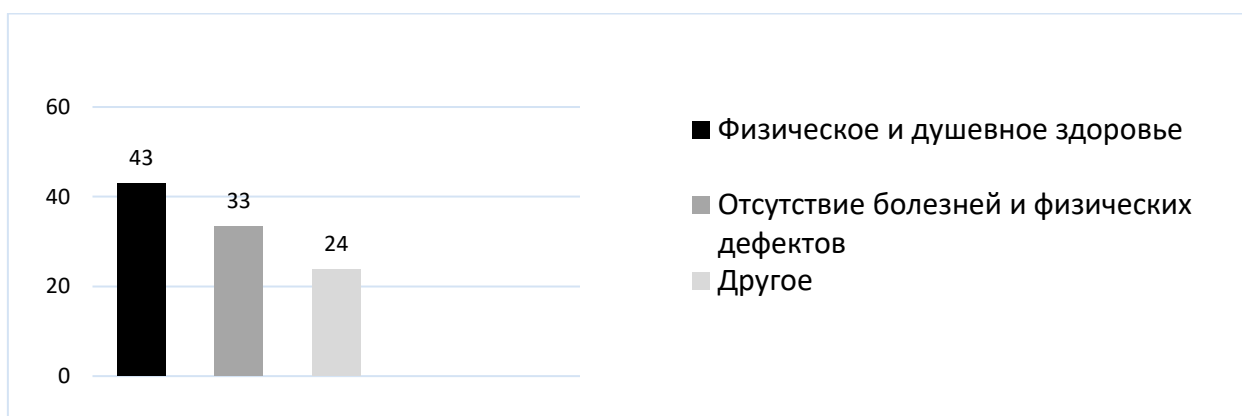 60
43
Физическое и душевное здоровье
40
33
Отсутствие болезней и физических
дефектов
24
20
Другое
0